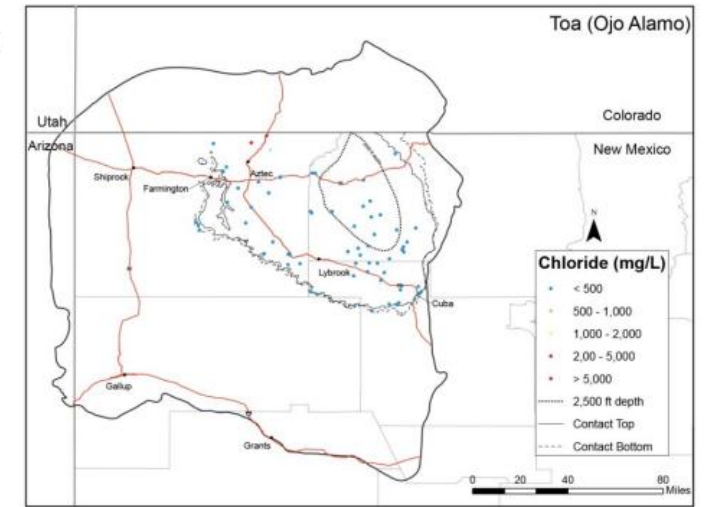 Toa (Ojo Alamo)
Utah
Colorado
Arizona
New Mexico
Shiprock
Aztec
Farmington
N
Chloride (mg/L)
< 500
500 - 1,000
1,000 - 2,000
2,00 - 5,000
> 5,000
2,500 ft depth
Contact Top
Contact Bottom
Lybrook
Cuba
Gallup
Grants
0 20 40 80
Miles